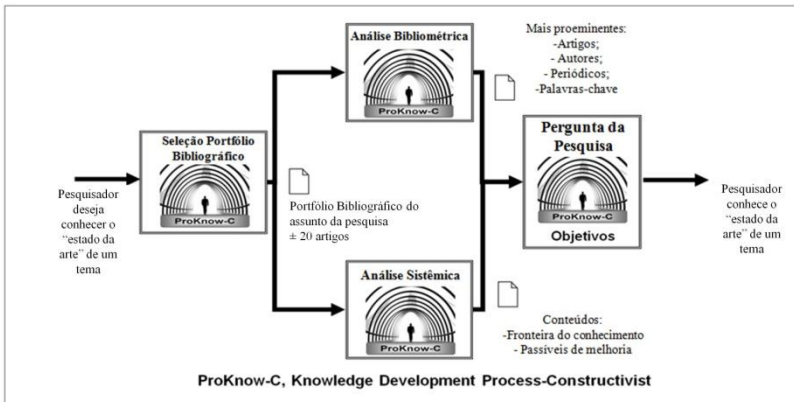 Pesquisador
deseja
conhecer o
“estado da
arte” de um
tema
Seleção Portfólio
Bibliográfico
ProKnow-C
Portfólio Bibliográfico do
assunto da pesquisa
± 20 artigos
Análise Bibliométrica
ProKnow-C
Mais proeminentes:
-Artigos;
- Autores;
- Periódicos;
-Palavras-chave
Análise Sistêmica
ProKnow-C
Conteúdos:
-Fronteira do conhecimento
- Passíveis de melhoria
Pergunta da
Pesquisa
ProKnow-C
Objetivos
Pesquisador
conhece o
“estado da
arte” de um
tema
ProKnow-C, Knowledge Development Process-Constructivist